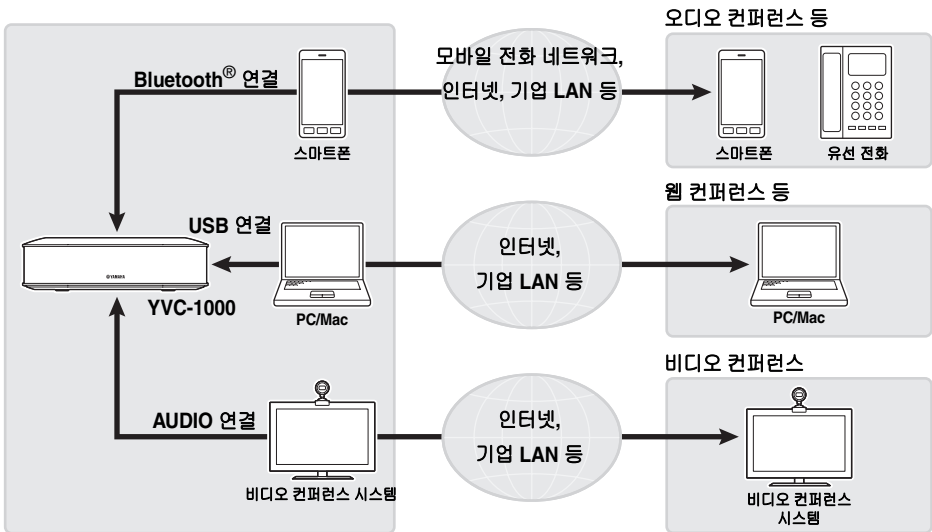 오디오 컨퍼런스 등
Bluetooth® 연결
스마트폰
모바일 전화 네트워크,
인터넷, 기업 LAN 등
스마트폰
유선 전화
웹 컨퍼런스 등
USB 연결
YAMAHA
YVC-1000
PC/Mac
인터넷,
기업 LAN 등
PC/Mac
비디오 컨퍼런스
AUDIO 연결
비디오 컨퍼런스 시스템
인터넷,
기업 LAN 등
비디오 컨퍼런스
시스템